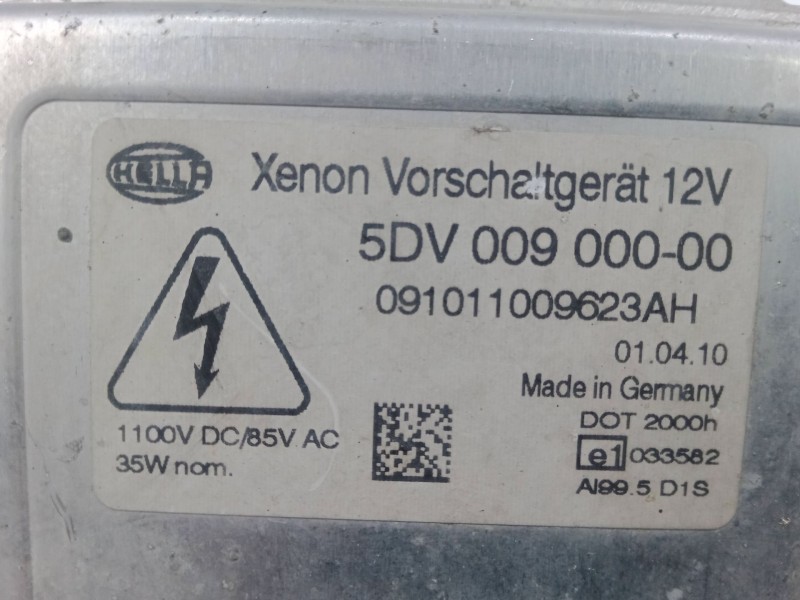 HELLA
Xenon Vorschaltgerät 12V
5DV 009 000-00
091011009623AH
01.04.10
Made in Germany
DOT 2000h
e1 033582
Al99.5 D1S
1100V DC/85V AC
35W nom.